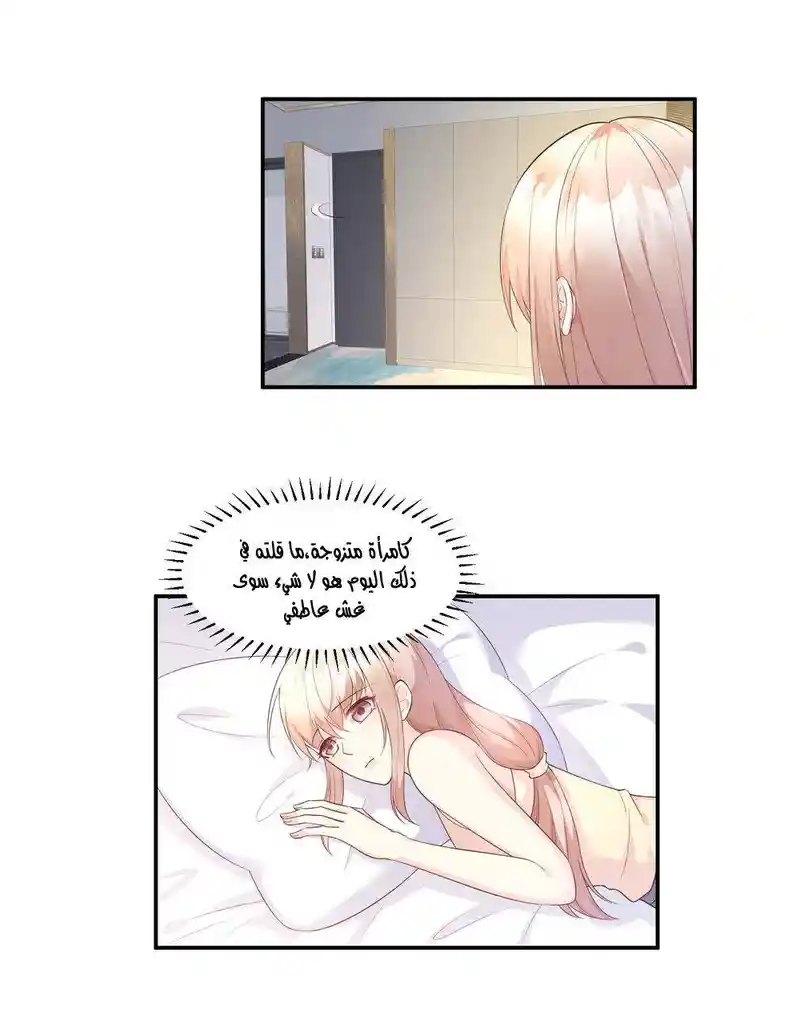 كامرأة متزوجة،ما قلته في
ذلك اليوم هو لا شيء سوى
غش عاطفي